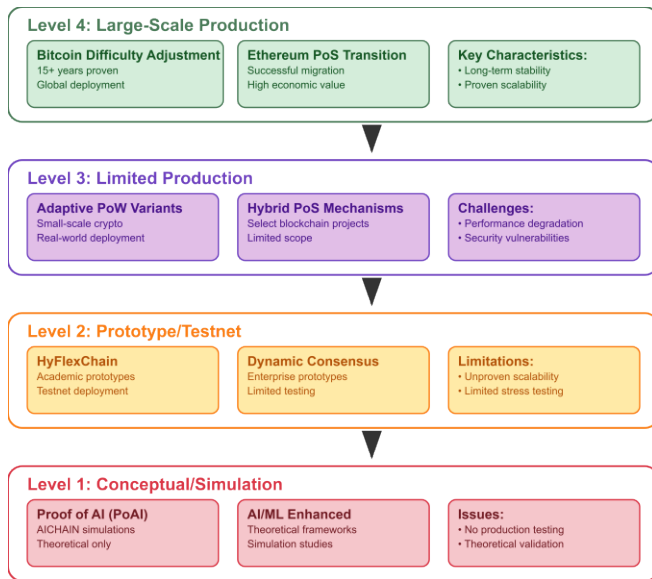 Level 4: Large-Scale Production
Bitcoin Difficulty Adjustment
15+ years proven
Global deployment
Ethereum PoS Transition
Successful migration
High economic value
Key Characteristics:
• Long-term stability
• Proven scalability
Level 3: Limited Production
Adaptive PoW Variants
Small-scale crypto
Real-world deployment
Hybrid PoS Mechanisms
Select blockchain projects
Limited scope
Challenges:
• Performance degradation
• Security vulnerabilities
Level 2: Prototype/Testnet
HyFlexChain
Academic prototypes
Testnet deployment
Dynamic Consensus
Enterprise prototypes
Limited testing
Limitations:
• Unproven scalability
• Limited stress testing
Level 1: Conceptual/Simulation
Proof of AI (PoAI)
AICHAIN simulations
Theoretical only
AI/ML Enhanced
Theoretical frameworks
Simulation studies
Issues:
• No production testing
• Theoretical validation